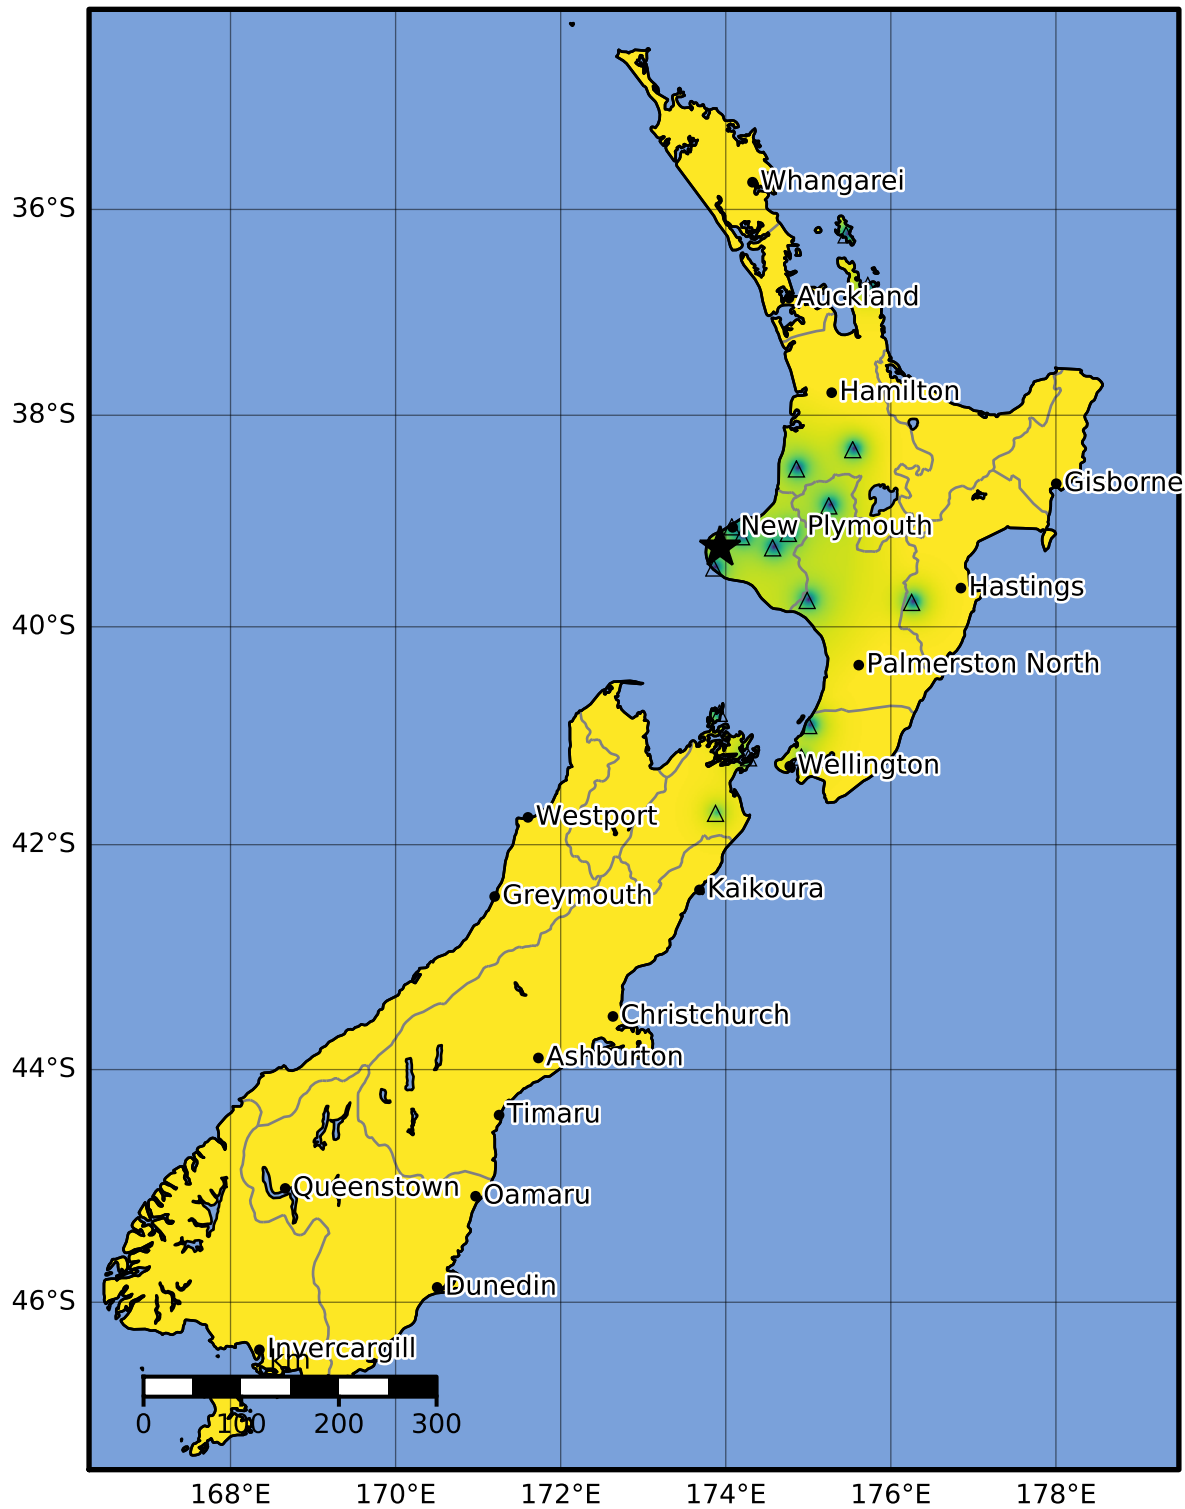 Whangarei
36°S
Auckland
Hamilton
38°S
Gisborne
New Plymouth
Hastings
40°S
Palmerston North
Wellington
Westport
42°S
Kaikoura
Greymouth
Christchurch
Ashburton
44°S
Timaru
Queenstown
Oamaru
Dunedin
46°S
Invercargill
km
0 100 200 300
168°E 170°E 172°E 174°E 176°E 178°E